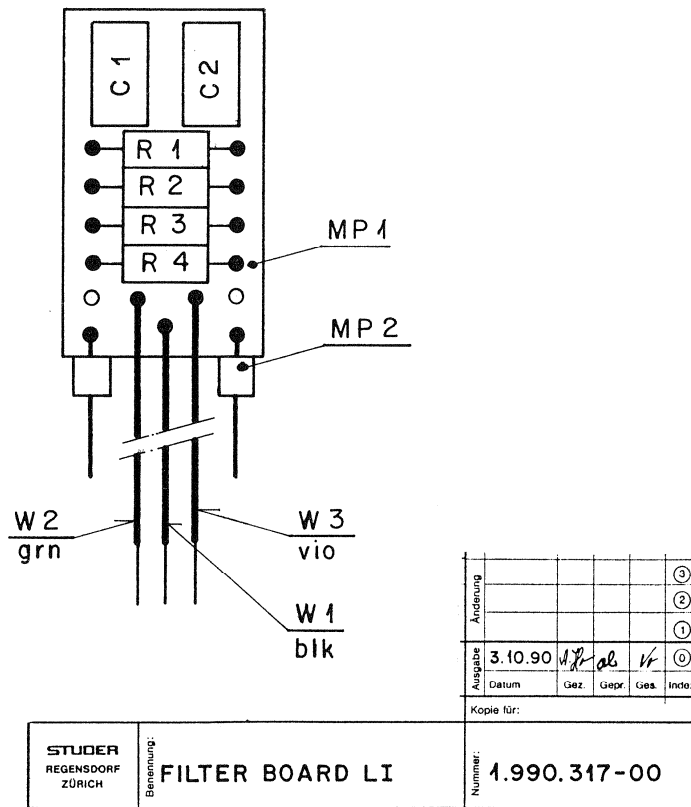 C1
C2
R 1
R 2
R 3
R 4
MP1
MP2
W2
grn
W3
vio
W1
blk
Änderung
3
2
1
0
Ausgabe
3.10.90
Datum
Gez.
Gepr.
Ges.
Kopie für:
STUDER
REGENSDORF
ZÜRICH
Benennung:
FILTER BOARD LI
Nummer:
1.990.317-00